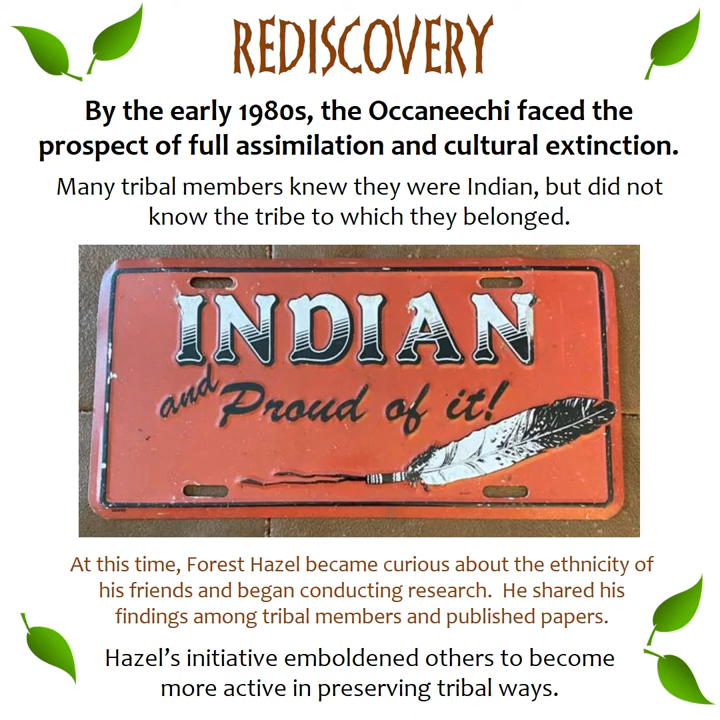 REDISCOVERY
By the early 1980s, the Occaneechi faced the
prospect of full assimilation and cultural extinction.
Many tribal members knew they were Indian, but did not
know the tribe to which they belonged.
INDIAN
and Proud of it!
At this time, Forest Hazel became curious about the ethnicity of
his friends and began conducting research. He shared his
findings among tribal members and published papers.
Hazel's initiative emboldened others to become
more active in preserving tribal ways.